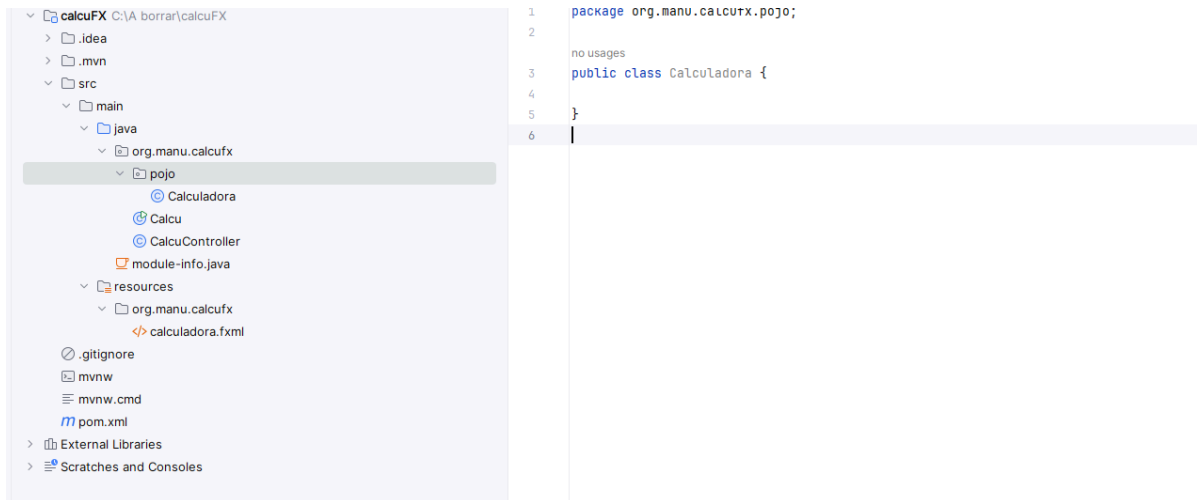 calcuFX C:\A borrar\calcuFX
.idea
.mvn
src
main
java
org.manu.calcufx
pojo
Calculadora
Calcu
CalcuController
module-info.java
resources
org.manu.calcufx
calculadora.fxml
.gitignore
mvnw
mvnw.cmd
pom.xml
External Libraries
Scratches and Consoles
1 package org.manu.calcufx.pojo;
2
no usages
3 public class Calculadora {
4
5 }
6